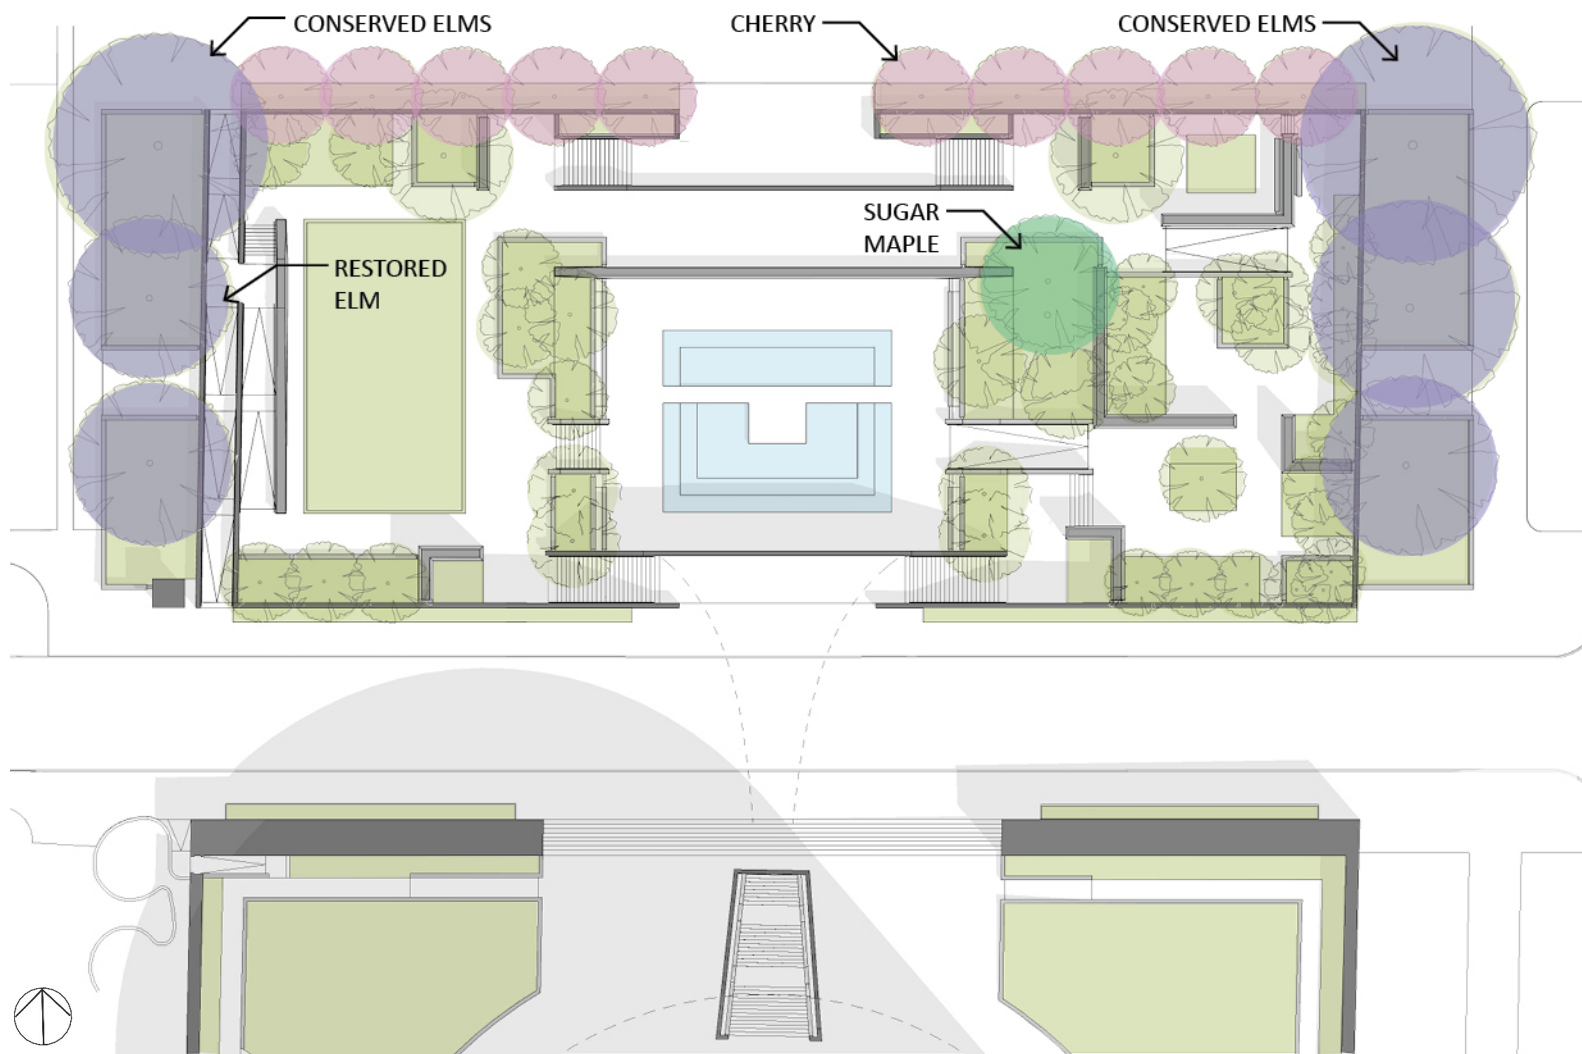 CONSERVED ELMS
CHERRY
CONSERVED ELMS
SUGAR
MAPLE
RESTORED
ELM